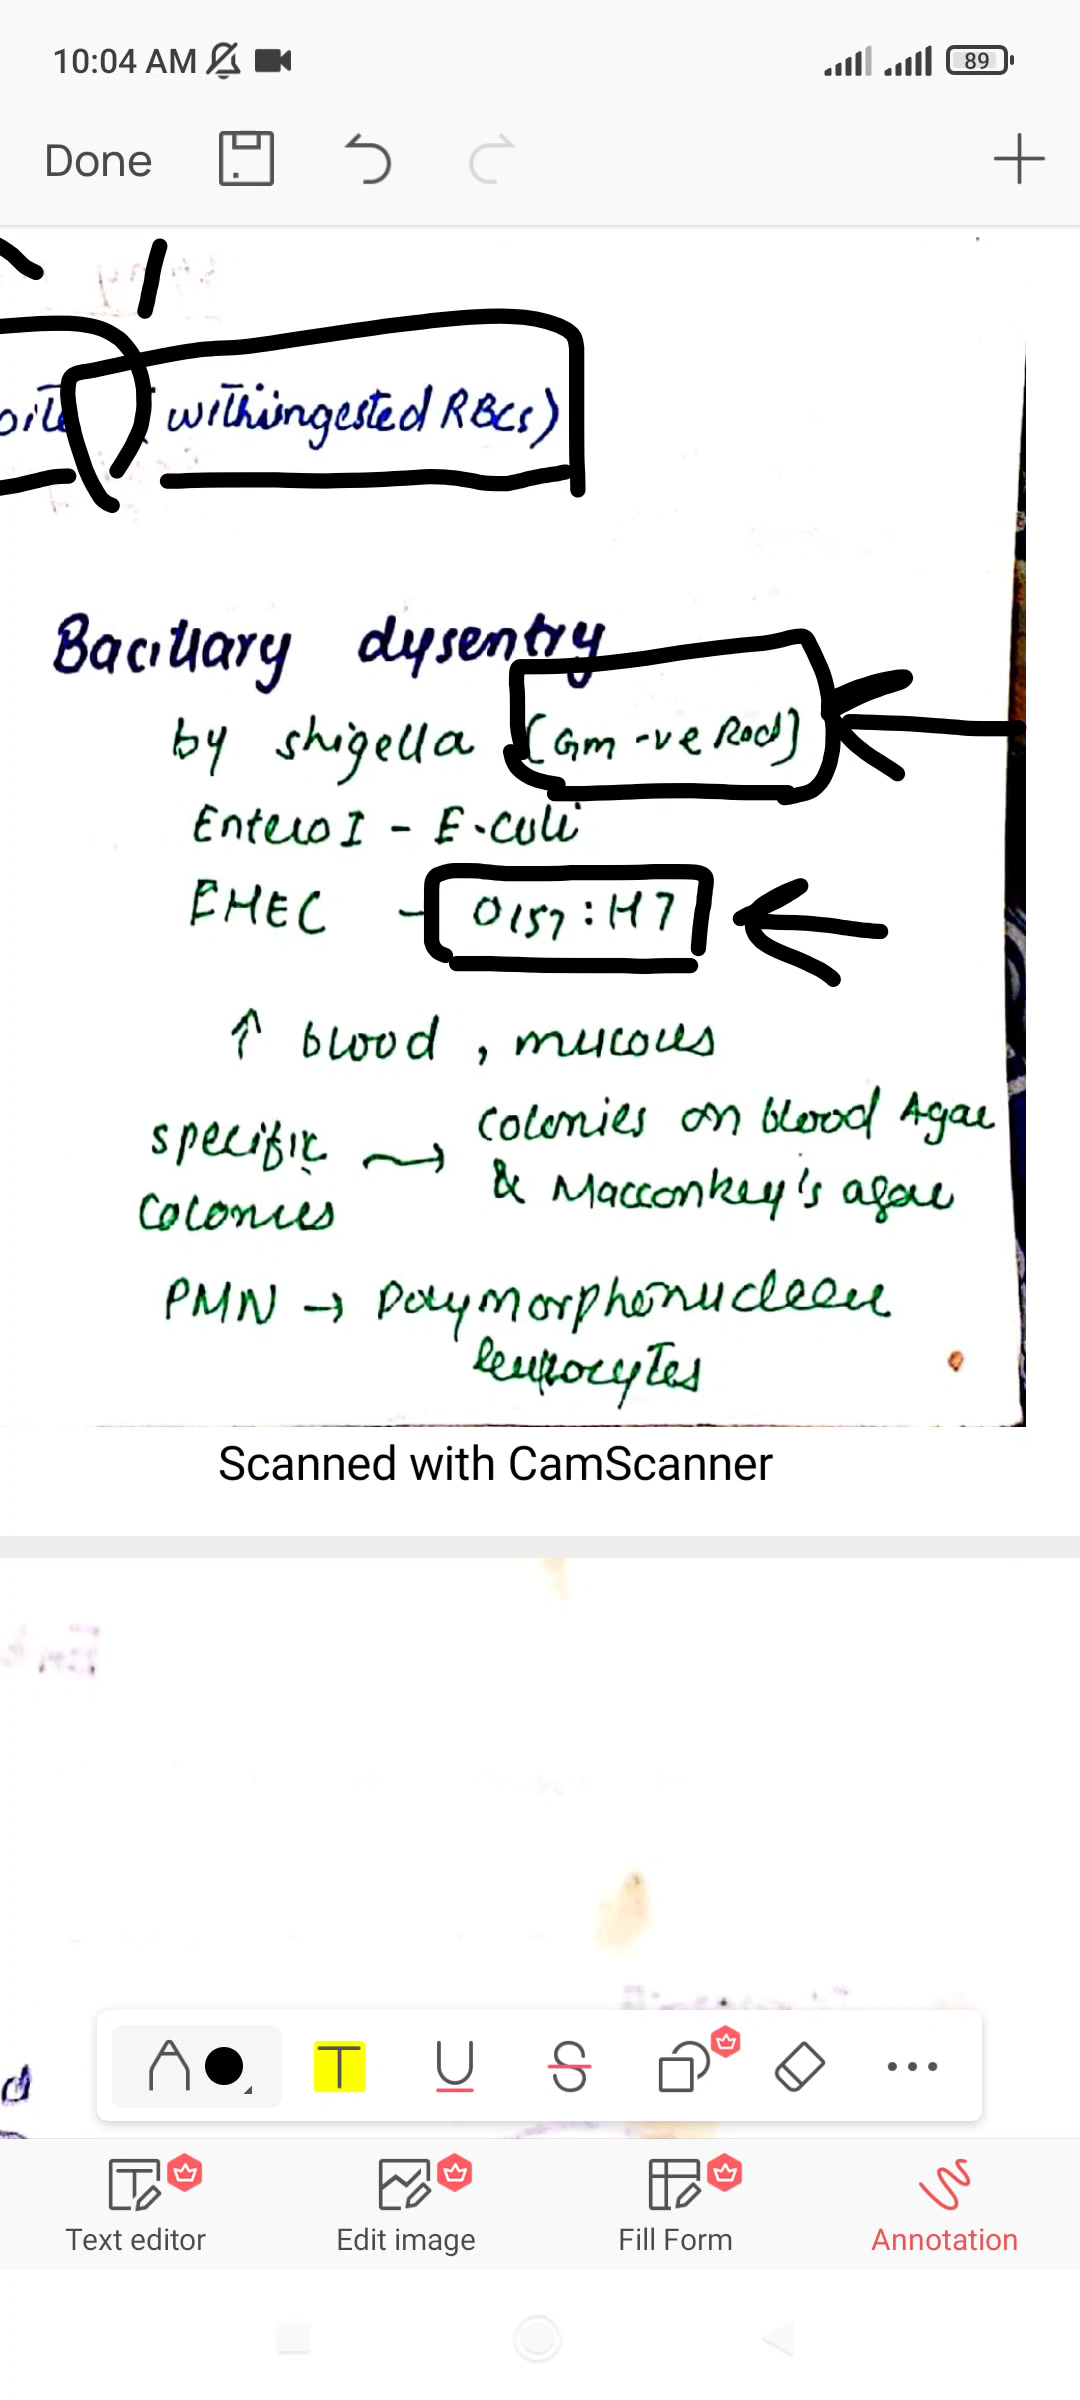 10:04 AM
89
Done
(withingested RBCs)
Bacillary dysentry
by shigella (Gm -ve Rod)
Entero I - E.coli
EHEC - O157 : H7
↑ blood , mucous
specific colonies → colonies on blood Agar & Macconkey's agar
PMN → Polymorphonuclear
leukocytes
Scanned with CamScanner
T U S
Text editor
Edit image
Fill Form
Annotation